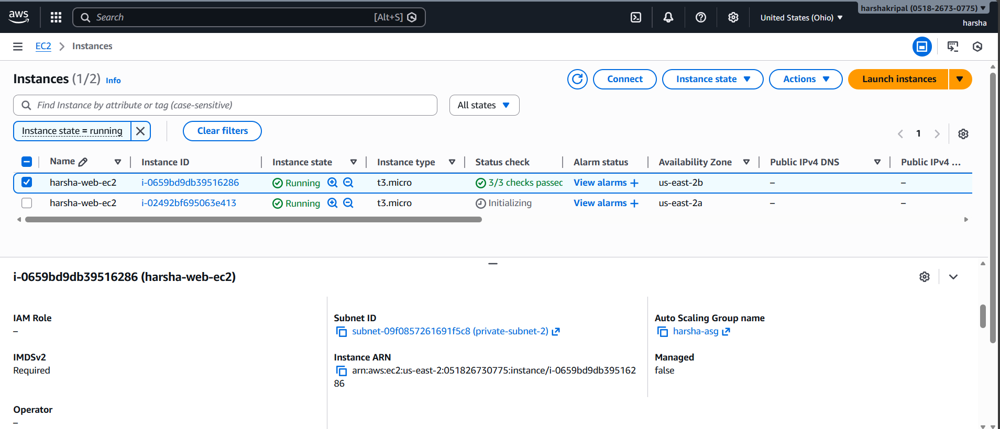 aws
Search [Alt+S]
United States (Ohio)
harshakripal (0518-2673-0775)
harsha
EC2 Instances
Instances (1/2) Info
Connect Instance state Actions Launch instances
Find Instance by attribute or tag (case-sensitive) All states
Instance state = running Clear filters
1
Name Instance ID Instance state Instance type Status check Alarm status Availability Zone Public IPv4 DNS Public IPv4 ...
harsha-web-ec2 i-0659bd9db39516286 Running t3.micro 3/3 checks passed View alarms + us-east-2b – –
harsha-web-ec2 i-02492bf695063e413 Running t3.micro Initializing View alarms + us-east-2a – –
i-0659bd9db39516286 (harsha-web-ec2)
IAM Role
–
Subnet ID
subnet-09f0857261691f5c8 (private-subnet-2)
Auto Scaling Group name
harsha-asg
IMDSv2
Required
Instance ARN
arn:aws:ec2:us-east-2:051826730775:instance/i-0659bd9db395162
86
Managed
false
Operator
–